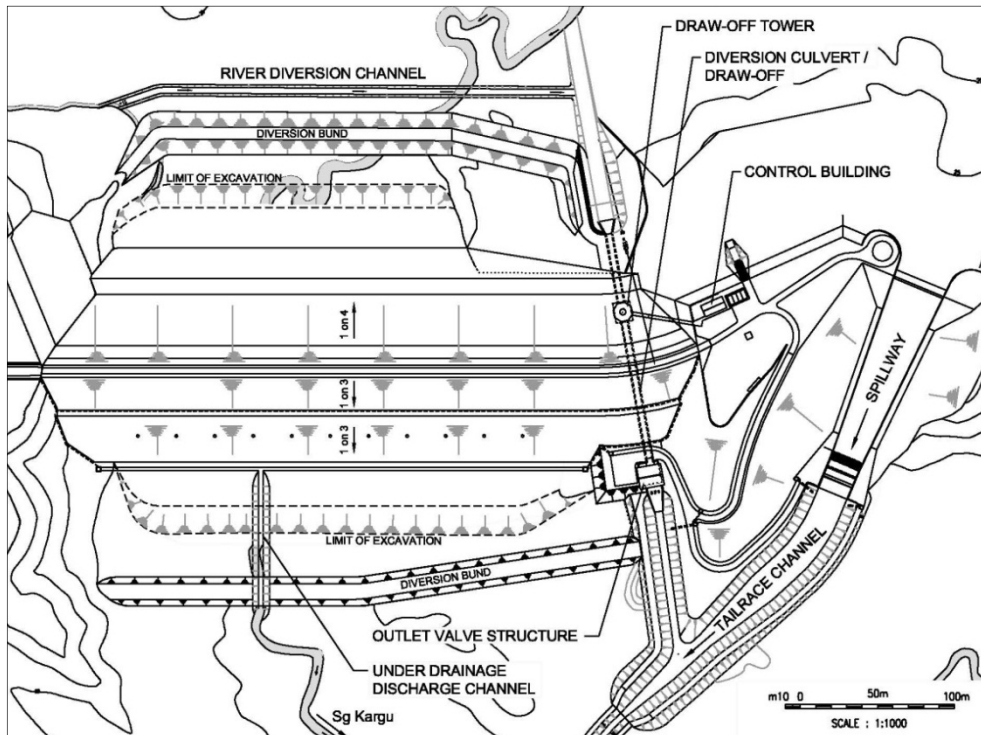 DRAW-OFF TOWER
DIVERSION CULVERT /
DRAW-OFF
RIVER DIVERSION CHANNEL
DIVERSION BUND
LIMIT OF EXCAVATION
CONTROL BUILDING
1 on 4
1 on 3
1 on 3
SPILLWAY
LIMIT OF EXCAVATION
DIVERSION BUND
TAILRACE CHANNEL
OUTLET VALVE STRUCTURE
UNDER DRAINAGE
DISCHARGE CHANNEL
Sg Kargu
m10 0 50m 100m
SCALE : 1:1000